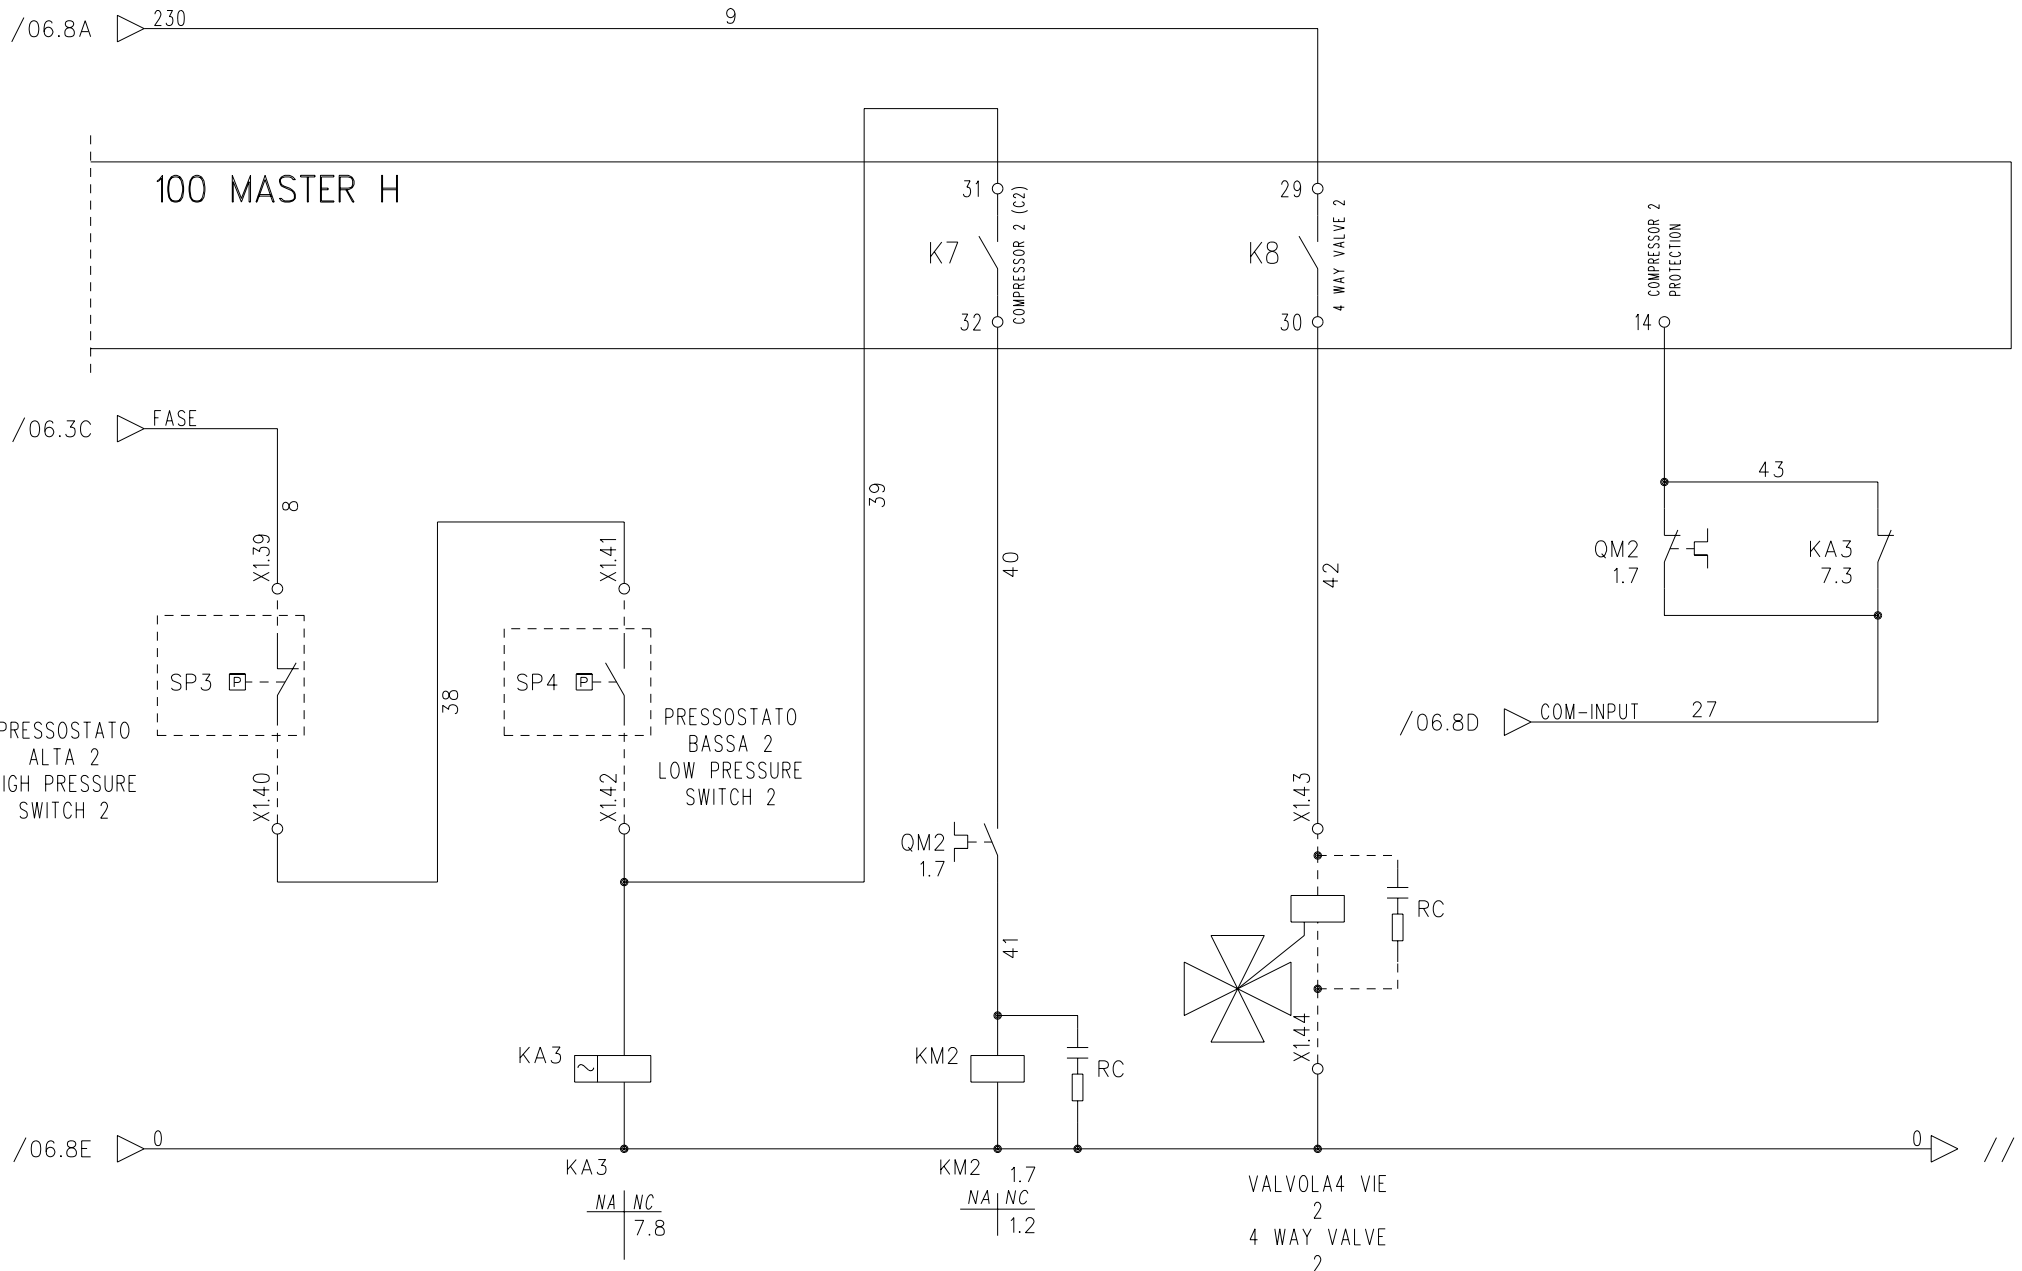 /06.8A
230
9
100 MASTER H
31
K7
32
COMPRESSOR 2 (C2)
29
K8
30
4 WAY VALVE 2
COMPRESSOR 2
PROTECTION
14
/06.3C
FASE
8
X1.39
SP3
P
PRESSOSTATO
ALTA 2
IGH PRESSURE
SWITCH 2
X1.40
38
X1.41
SP4
P
PRESSOSTATO
BASSA 2
LOW PRESSURE
SWITCH 2
X1.42
39
40
QM2
1.7
41
42
43
QM2
1.7
KA3
7.3
/06.8D
COM-INPUT
27
X1.43
RC
X1.44
KA3
~
KM2
RC
/06.8E
0
0
//
KA3
NA NC
7.8
KM2
1.7
NA NC
1.2
VALVOLA4 VIE
2
4 WAY VALVE
2